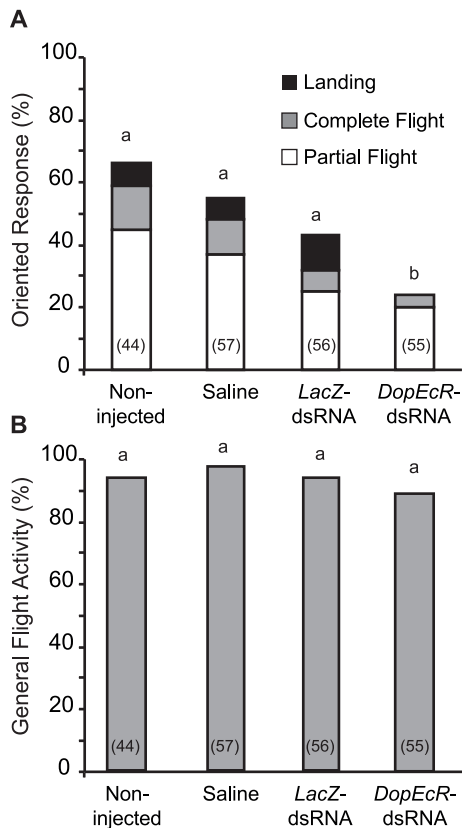 A
100
80
60
40
20
0
Oriented Response (%)
Landing
Complete Flight
Partial Flight
a
a
a
b
(44)
(57)
(56)
(55)
Non-
injected
Saline
LacZ-
dsRNA
DopEcR-
dsRNA
B
100
80
60
40
20
0
General Flight Activity (%)
a
a
a
a
(44)
(57)
(56)
(55)
Non-
injected
Saline
LacZ-
dsRNA
DopEcR-
dsRNA